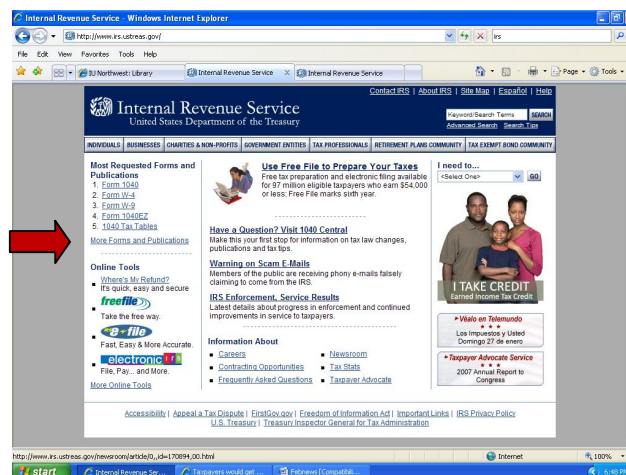 Internal Revenue Service - Windows Internet Explorer
http://www.irs.ustreas.gov/
irs
File Edit View Favorites Tools Help
IU Northwest: Library
Internal Revenue Service
Internal Revenue Service
Page
Tools
Contact IRS | About IRS | Site Map | Español | Help
Internal Revenue Service
United States Department of the Treasury
Keyword/Search Terms SEARCH
Advanced Search Search Tips
INDIVIDUALS BUSINESSES CHARITIES & NON-PROFITS GOVERNMENT ENTITIES TAX PROFESSIONALS RETIREMENT PLANS COMMUNITY TAX EXEMPT BOND COMMUNITY
Most Requested Forms and
Publications
1. Form 1040
2. Form W-4
3. Form W-9
4. Form 1040EZ
5. 1040 Tax Tables
More Forms and Publications
Online Tools
Where's My Refund?
It's quick, easy and secure
freefile
Take the free way.
e-file
Fast, Easy & More Accurate.
electronic irs
File, Pay... and More.
More Online Tools
Use Free File to Prepare Your Taxes
Free tax preparation and electronic filing available
for 97 million eligible taxpayers who earn $54,000
or less; Free File marks sixth year.
Have a Question? Visit 1040 Central
Make this your first stop for information on tax law changes,
publications and tax tips.
Warning on Scam E-Mails
Members of the public are receiving phony e-mails falsely
claiming to come from the IRS.
IRS Enforcement, Service Results
Latest details about progress in enforcement and continued
improvements in service to taxpayers.
Information About
Careers
Contracting Opportunities
Frequently Asked Questions
Newsroom
Tax Stats
Taxpayer Advocate
I need to...
<Select One> GO
I TAKE CREDIT
Earned Income Tax Credit
Véalo en Telemundo
Los Impuestos y Usted
Domingo 27 de enero
Taxpayer Advocate Service
2007 Annual Report to
Congress
Accessibility | Appeal a Tax Dispute | FirstGov.gov | Freedom of Information Act | Important Links | IRS Privacy Policy
U.S. Treasury | Treasury Inspector General for Tax Administration
http://www.irs.ustreas.gov/newsroom/article/0,,id=170894,00.html
Internet
100%
start
Internal Revenue Ser...
Taxpayers would get ...
Febnews [Compatibil...
6:48 PM